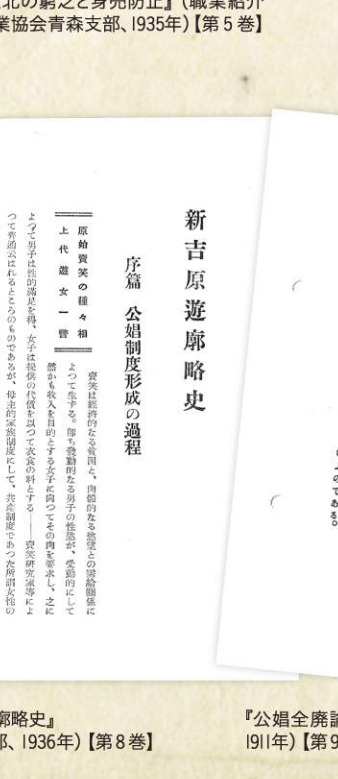 北の窮乏と身売防止』（職業紹介
業協会青森支部、1935年）【第5巻】
新吉原遊廓略史
序篇　公娼制度形成の過程
原始賣笑の種々相
上代遊女一瞥
賣笑は經濟的なる貧困と、肉慾的なる慾望との需給關係に
よつて生ずる。卽ち發動的なる男子の性慾が、受動的にして
然かも收入を目的とする女子に向つてその肉を要求し、之に
よつて男子は性的滿足を得、女子は提供の代償を以つて衣食の料とする——賣笑硏究家等によ
つて普通云はれるところのものであるが、母主的家族制度にして、共產制度であつた所謂女性の
のである。
郭略史』
部、1936年）【第8巻】
『公娼全廃論
1911年）【第9